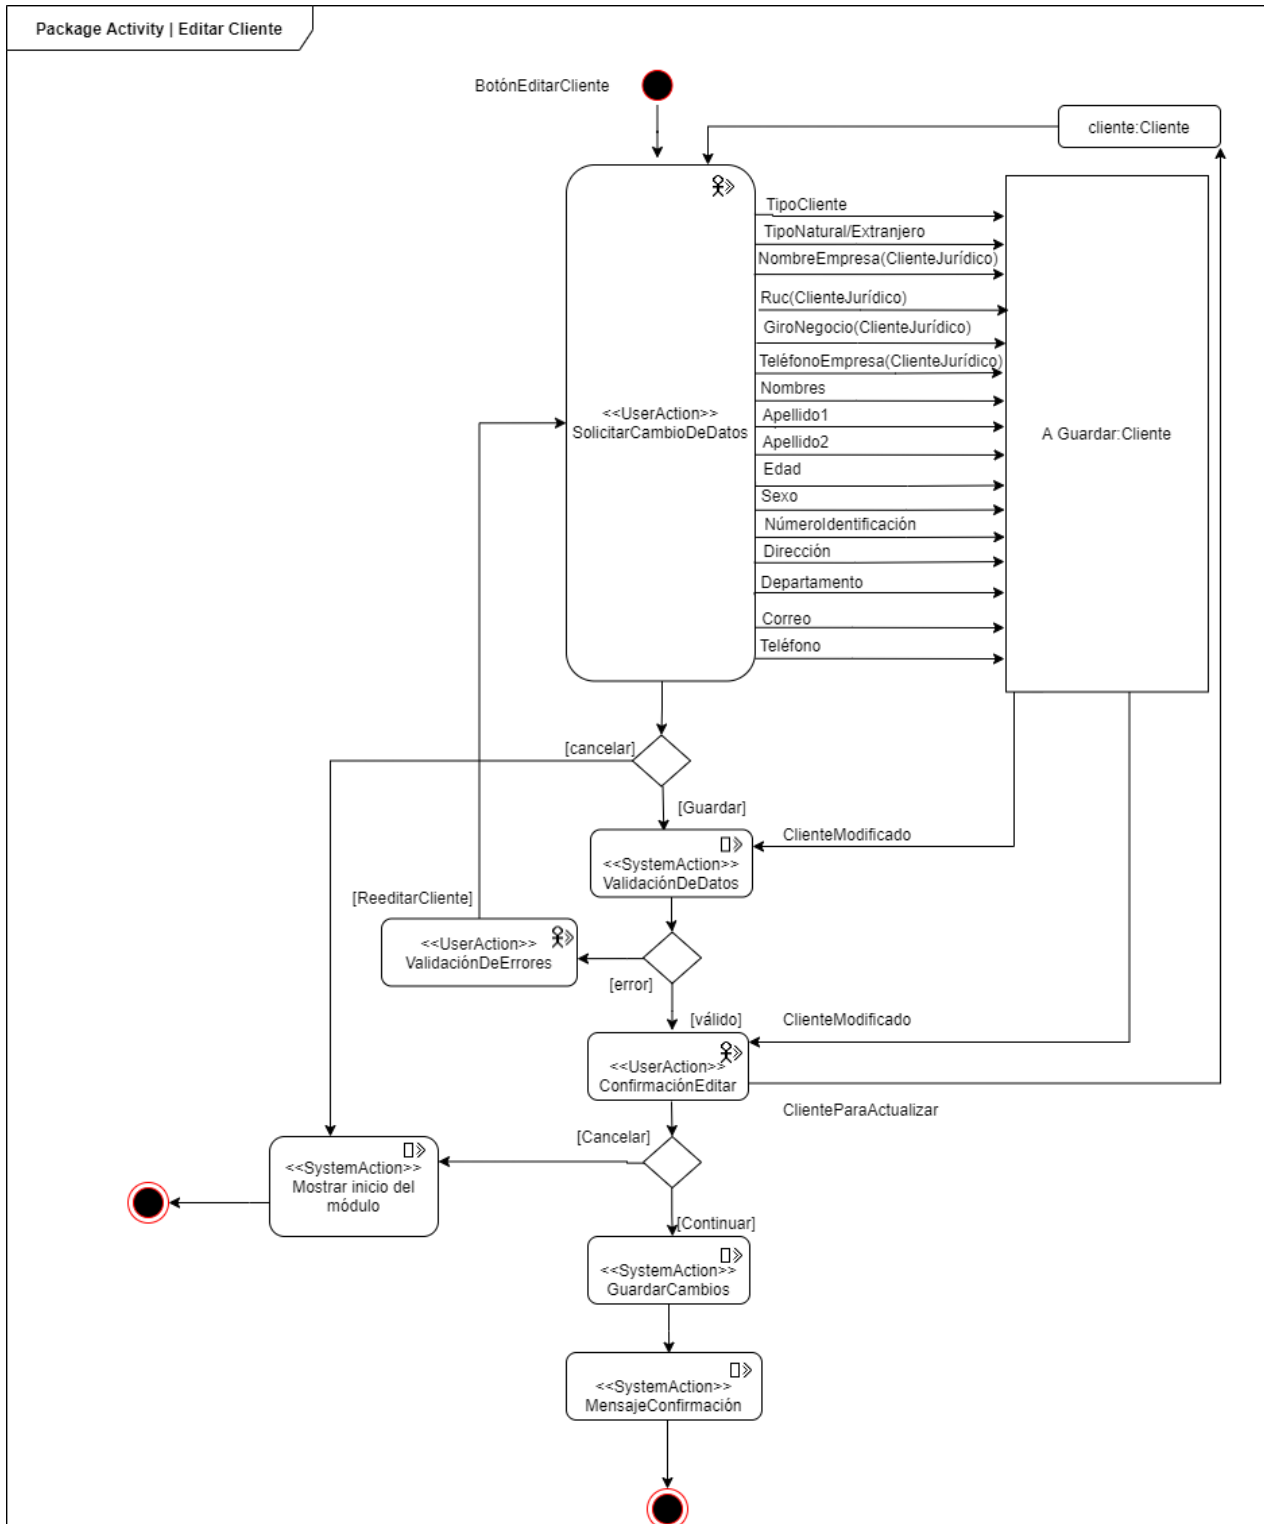 Package Activity | Editar Cliente
BotónEditarCliente
cliente:Cliente
TipoCliente
TipoNatural/Extranjero
NombreEmpresa(ClienteJurídico)
Ruc(ClienteJurídico)
GiroNegocio(ClienteJurídico)
TeléfonoEmpresa(ClienteJurídico)
Nombres
<<UserAction>>
SolicitarCambioDeDatos
Apellido1
Apellido2
A Guardar:Cliente
Edad
Sexo
NúmeroIdentificación
Dirección
Departamento
Correo
Teléfono
[cancelar]
[Guardar]
ClienteModificado
<<SystemAction>>
ValidaciónDeDatos
[ReeditarCliente]
<<UserAction>>
ValidaciónDeErrores
[error]
[válido]
ClienteModificado
<<UserAction>>
ConfirmaciónEditar
ClienteParaActualizar
[Cancelar]
<<SystemAction>>
Mostrar inicio del
módulo
[Continuar]
<<SystemAction>>
GuardarCambios
<<SystemAction>>
MensajeConfirmación